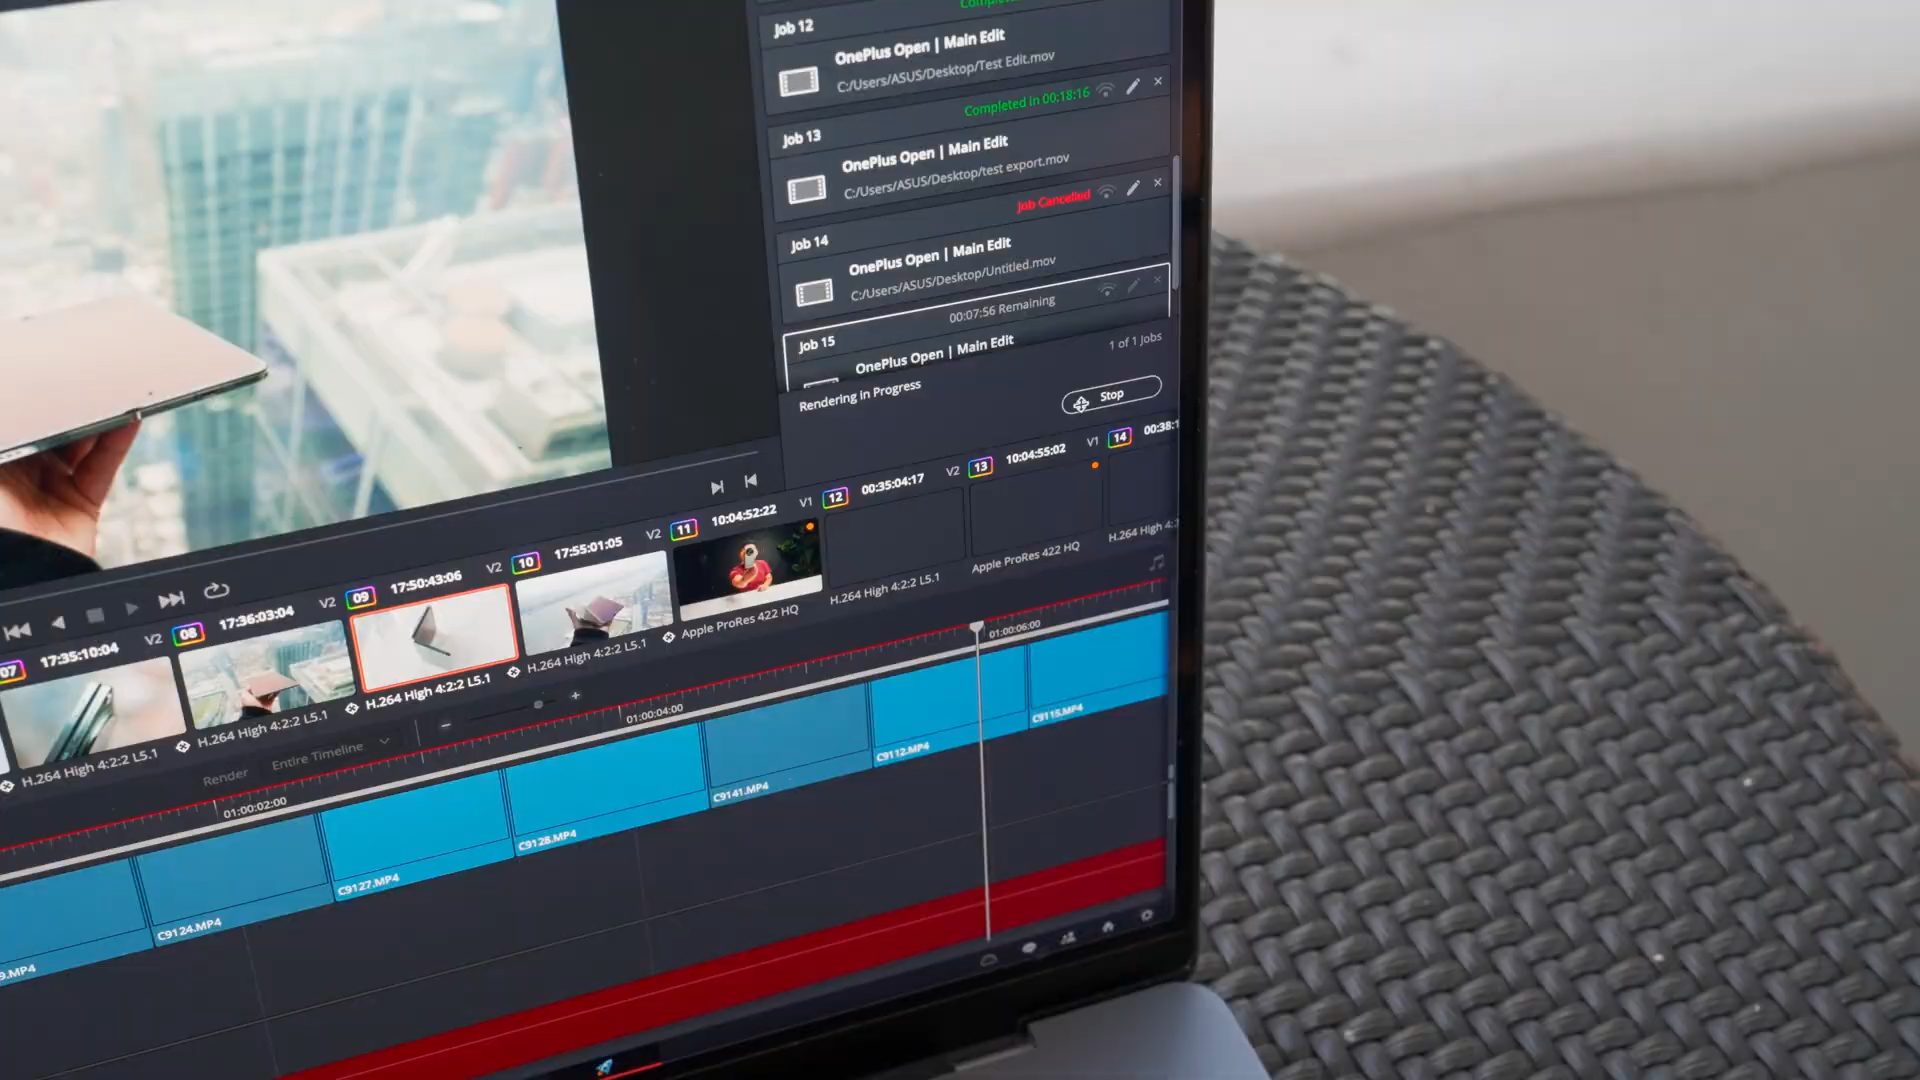 Job 12
OnePlus Open | Main Edit
C:/Users/ASUS/Desktop/Test Edit.mov
Completed in 00:18:16
Job 13
OnePlus Open | Main Edit
C:/Users/ASUS/Desktop/test export.mov
Job Cancelled
Job 14
OnePlus Open | Main Edit
C:/Users/ASUS/Desktop/Untitled.mov
00:07:56 Remaining
Job 15
OnePlus Open | Main Edit
1 of 1 Jobs
Rendering in Progress
Stop
07 17:35:10:04 V2
08 17:36:03:04 V2
09 17:50:43:06 V2
10 17:55:01:05 V2
11 10:04:52:22 V1
12 00:35:04:17 V2
13 10:04:55:02 V1
14 00:38:1
H.264 High 4:2:2 L5.1
H.264 High 4:2:2 L5.1
H.264 High 4:2:2 L5.1
H.264 High 4:2:2 L5.1
Apple ProRes 422 HQ
H.264 High 4:2:2 L5.1
Apple ProRes 422 HQ
H.264 High 4:
Render Entire Timeline
01:00:02:00
01:00:04:00
01:00:06:00
9.MP4
C9124.MP4
C9127.MP4
C9128.MP4
C9141.MP4
C9112.MP4
C9115.MP4